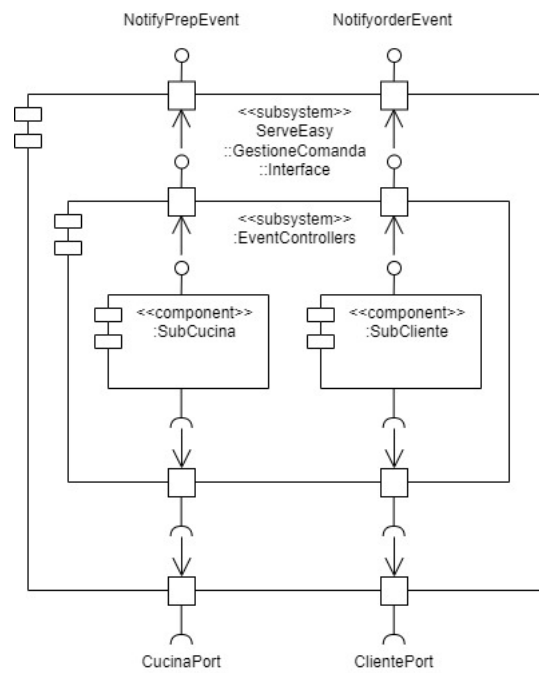 NotifyPrepEvent
NotifyorderEvent
<<subsystem>>
ServeEasy
::GestioneComanda
::Interface
<<subsystem>>
:EventControllers
<<component>>
:SubCucina
<<component>>
:SubCliente
CucinaPort
ClientePort